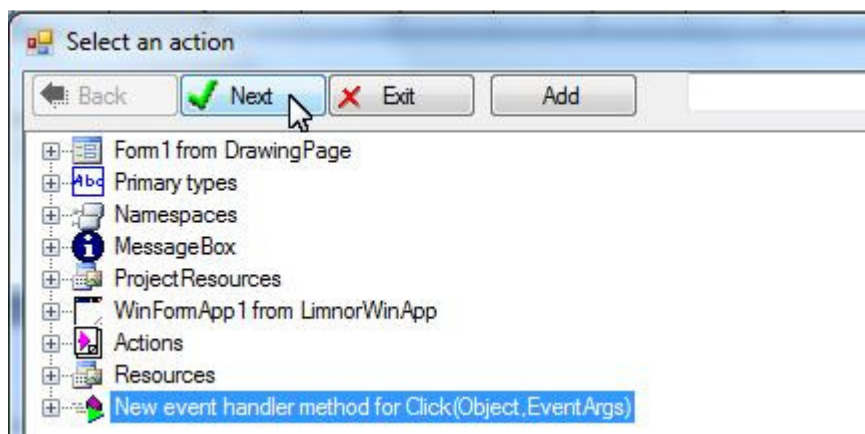 Select an action
Back Next Exit Add
Form1 from DrawingPage
Abc Primary types
Namespaces
MessageBox
ProjectResources
WinFormApp1 from LimnorWinApp
Actions
Resources
New event handler method for Click(Object,EventArgs)